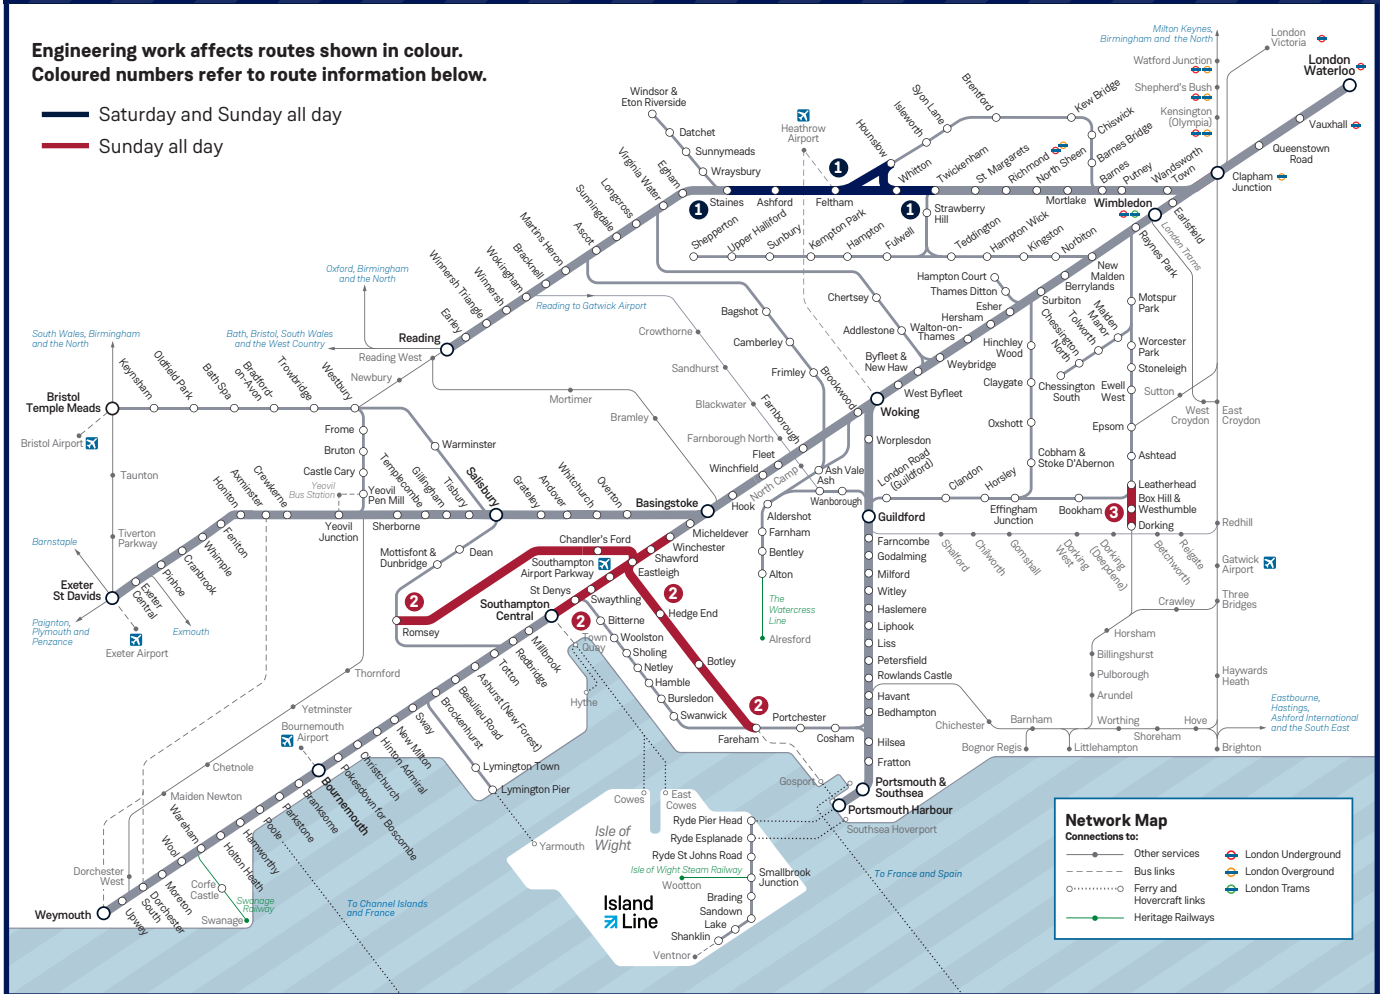 Engineering work affects routes shown in colour.
Coloured numbers refer to route information below.
Saturday and Sunday all day
Sunday all day
Milton Keynes,
Birmingham and the North
Watford Junction
Shepherd's Bush
Kensington
(Olympia)
London
Victoria
London
Waterloo
Vauxhall
Queenstown
Road
Clapham
Junction
Windsor &
Eton Riverside
Datchet
Sunnymeads
Wraysbury
Heathrow
Airport
Hounslow
Isleworth
Syon Lane
Brentford
Kew Bridge
Chiswick
Barnes Bridge
1
Staines
Ashford
Feltham
1
Whitton
1
Twickenham
St. Margarets
Richmond
North Sheen
Mortlake
Barnes
Putney
Wandsworth
Town
Wimbledon
Earlsfield
London Trams
Raynes Park
Strawberry
Hill
Shepperton
Upper Halliford
Sunbury
Kempton Park
Hampton
Fulwell
Teddington
Hampton Wick
Kingston
Norbiton
New
Malden
Berrylands
Hampton Court
Thames Ditton
Surbiton
Esher
Hersham
Walton-on-
Thames
Weybridge
Byfleet &
New Haw
West Byfleet
Woking
Chertsey
Addlestone
Virginia Water
Egham
Longcross
Sunningdale
Ascot
Martins Heron
Bracknell
Wokingham
Winnersh
Winnersh Triangle
Earley
Reading
Reading West
Newbury
Oxford, Birmingham
and the North
Bath, Bristol, South Wales
and the West Country
Reading to Gatwick Airport
Bagshot
Camberley
Frimley
Crowthorne
Sandhurst
Blackwater
Farnborough North
North Camp
Mortimer
Bramley
Brookwood
Farnborough
Fleet
Winchfield
Hook
Basingstoke
Ash Vale
Ash
Wanborough
Aldershot
Farnham
Bentley
Alton
The
Watercress
Line
Alresford
Motspur
Park
Malden
Manor
Tolworth
Chessington
North
Chessington
South
Worcester
Park
Stoneleigh
Ewell
West
Epsom
Sutton
West
Croydon
East
Croydon
Ashtead
Leatherhead
Box Hill &
Westhumble
3
Dorking
Hinchley
Wood
Claygate
Oxshott
Cobham &
Stoke D'Abernon
Worplesdon
London Road
(Guildford)
Clandon
Horsley
Effingham
Junction
Bookham
Guildford
Shalford
Chilworth
Gomshall
Dorking
West
Dorking
(Deepdene)
Betchworth
Reigate
Redhill
Gatwick
Airport
Three
Bridges
Crawley
Horsham
Billingshurst
Pulborough
Arundel
Haywards
Heath
Eastbourne,
Hastings,
Ashford International
and the South East
Farncombe
Godalming
Milford
Witley
Haslemere
Liphook
Liss
Petersfield
Rowlands Castle
Havant
Bedhampton
Hilsea
Fratton
Portsmouth &
Southsea
Portsmouth Harbour
Southsea Hoverport
Gosport
Chichester
Barnham
Bognor Regis
Littlehampton
Worthing
Shoreham
Hove
Brighton
South Wales, Birmingham
and the North
Bristol
Temple Meads
Bristol Airport
Keynsham
Oldfield Park
Bath Spa
Bradford-
on-Avon
Trowbridge
Westbury
Frome
Bruton
Castle Cary
Yeovil
Bus Station
Yeovil
Pen Mill
Warminster
Taunton
Tiverton
Parkway
Barnstaple
Exeter
St Davids
Paignton,
Plymouth and
Penzance
Exeter Airport
Exmouth
Exeter
Central
Pinhoe
Cranbrook
Whimple
Feniton
Honiton
Axminster
Crewkerne
Yeovil
Junction
Sherborne
Templecombe
Gillingham
Tisbury
Salisbury
Grateley
Andover
Whitchurch
Overton
Micheldever
Winchester
Shawford
Eastleigh
Chandler's Ford
Southampton
Airport Parkway
Mottisfont &
Dunbridge
Dean
2
Romsey
St Denys
Swaythling
Southampton
Central
2
Hedge End
Botley
2
Fareham
2
Bitterne
Woolston
Sholing
Netley
Hamble
Bursledon
Swanwick
Portchester
Cosham
Town
Quay
Hythe
Millbrook
Redbridge
Totton
Ashurst (New Forest)
Beaulieu Road
Brockenhurst
Sway
New Milton
Hinton Admiral
Christchurch
Pokesdown for Boscombe
Bournemouth
Branksome
Parkstone
Poole
Hamworthy
Holton Heath
Wareham
Wool
Moreton
Dorchester
South
Upwey
Weymouth
Lymington Town
Lymington Pier
Thornford
Yetminster
Chetnole
Maiden Newton
Dorchester
West
Bournemouth
Airport
Corfe
Castle
Swanage
Swanage
Railway
To Channel Islands
and France
Yarmouth
Cowes
East
Cowes
Isle of
Wight
Ryde Pier Head
Ryde Esplanade
Ryde St Johns Road
Isle of Wight Steam Railway
Wootton
Smallbrook
Junction
Brading
Sandown
Lake
Shanklin
Ventnor
Island
Line
To France and Spain
Network Map
Connections to:
Other services
Bus links
Ferry and
Hovercraft links
Heritage Railways
London Underground
London Overground
London Trams